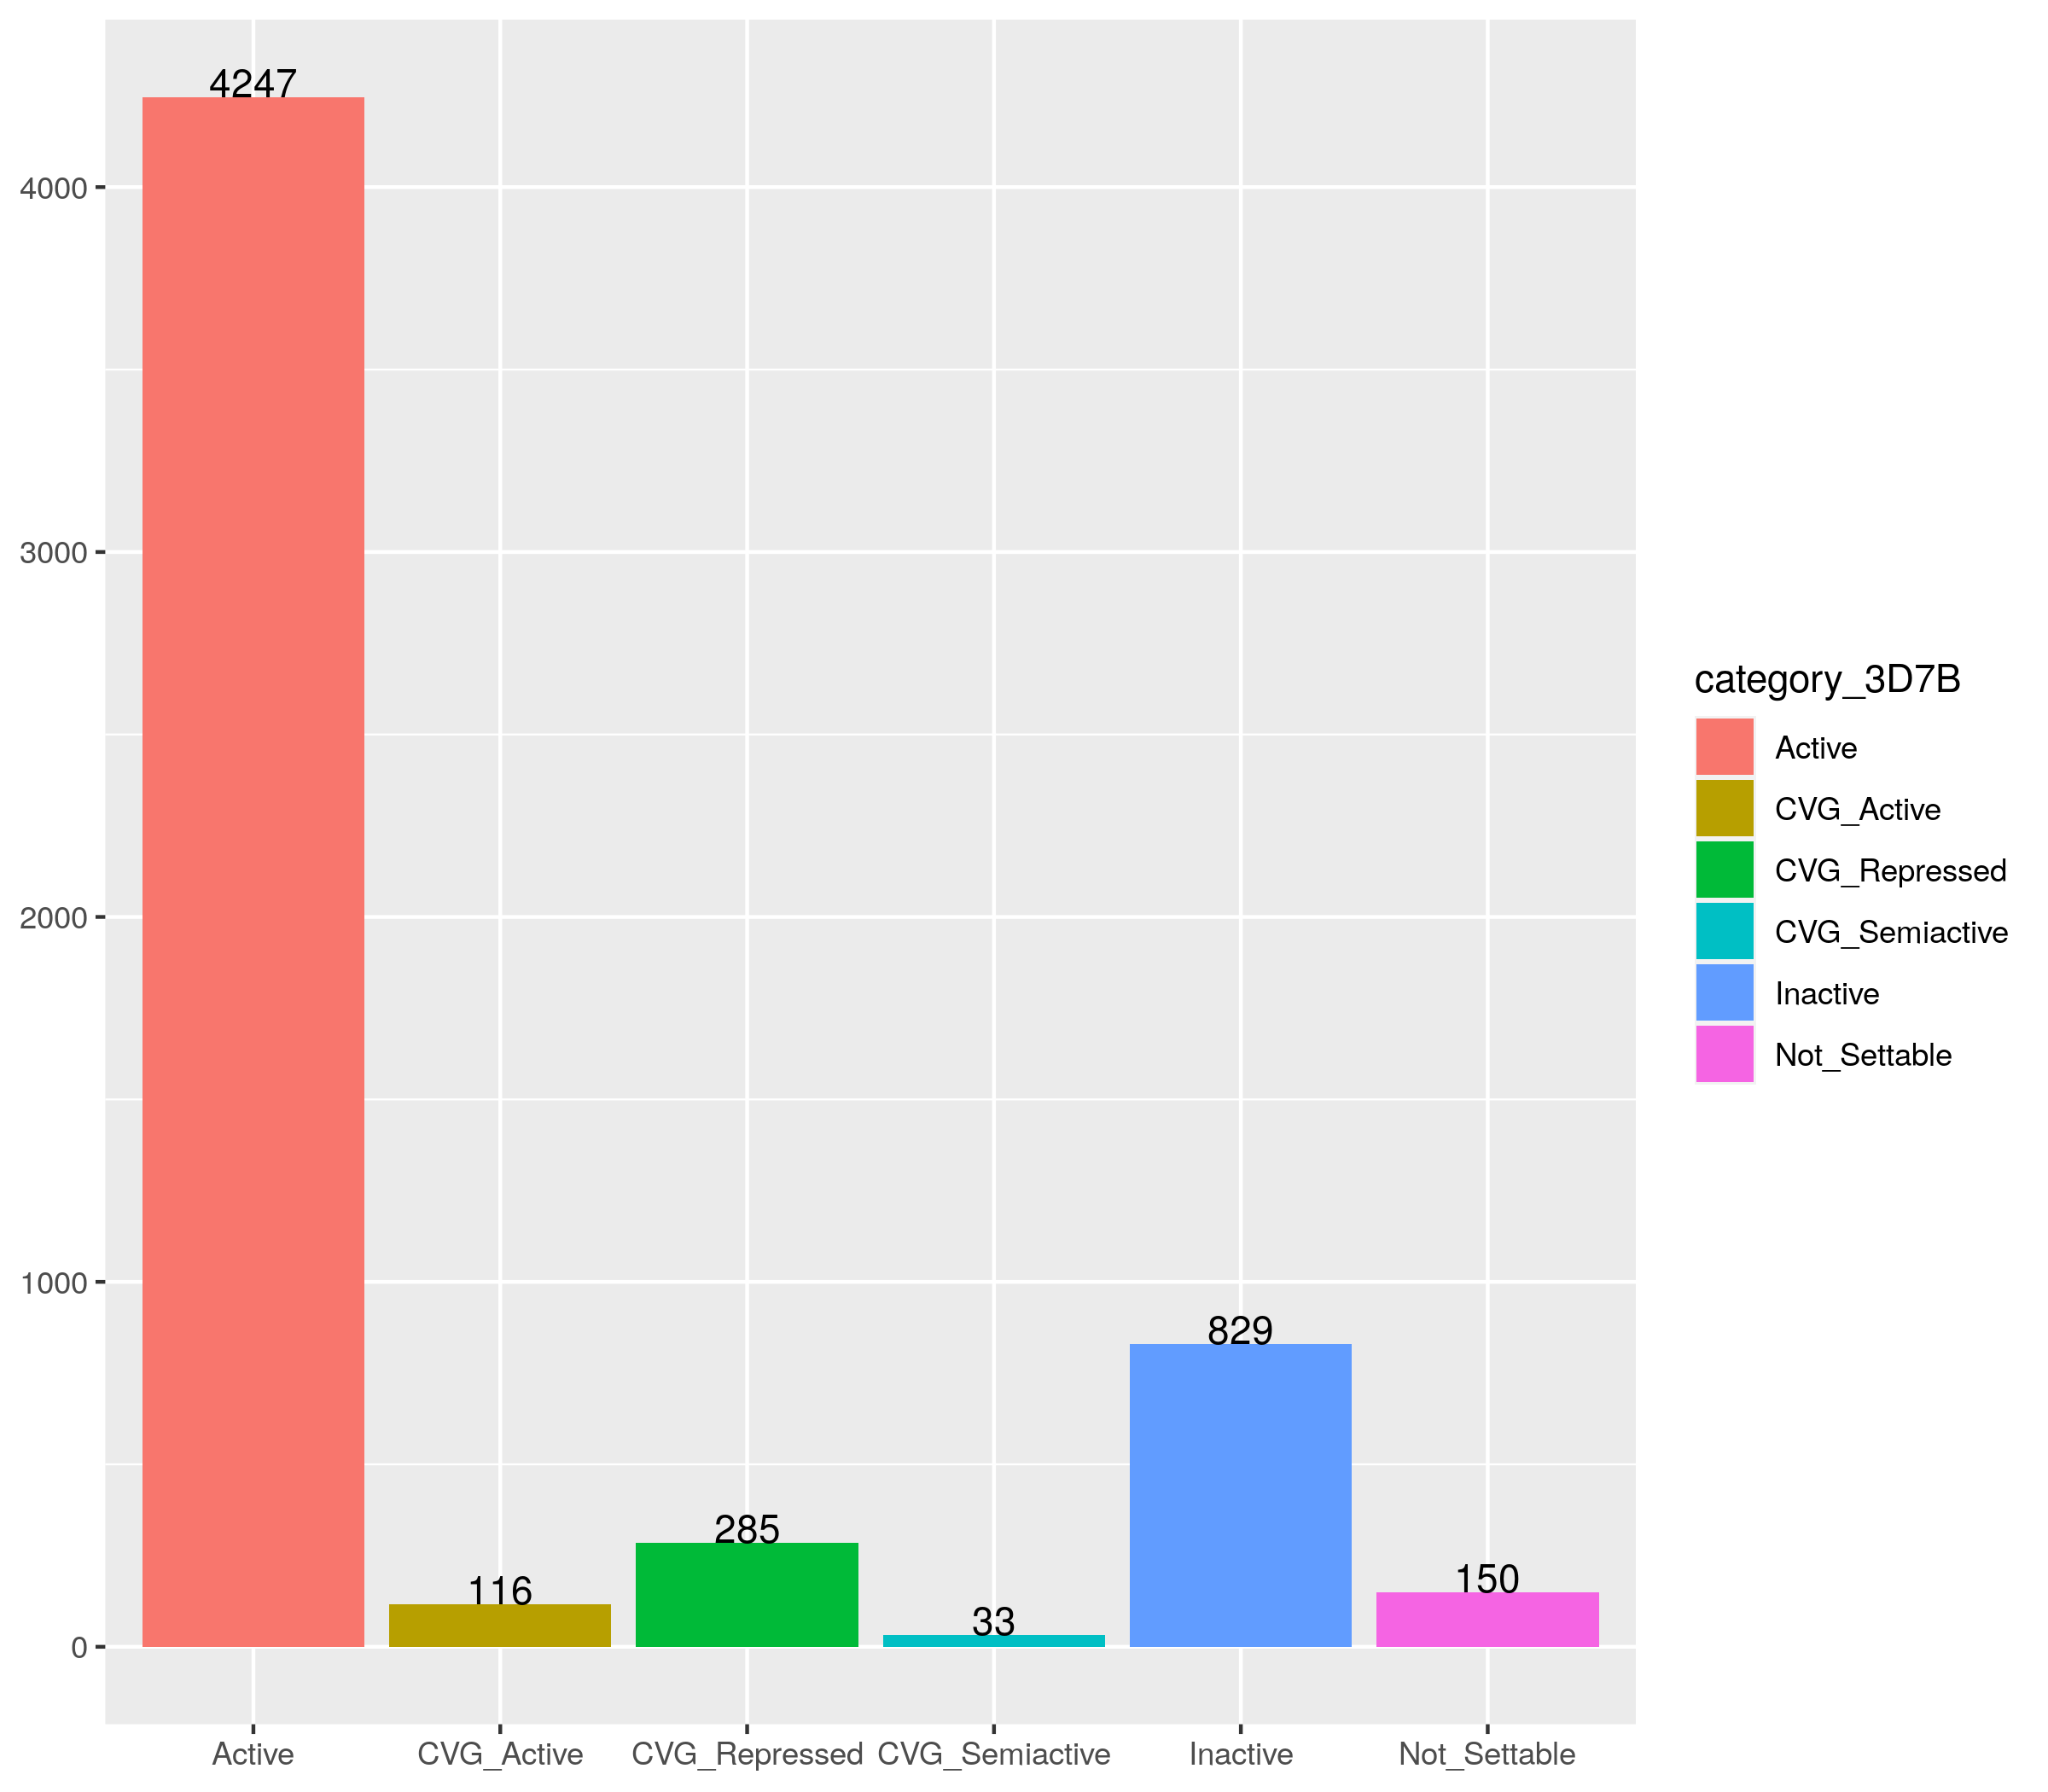 4247
4000
3000
2000
1000
829
285
150
116
33
0
Active
CVG_Active
CVG_Repressed
CVG_Semiactive
Inactive
Not_Settable
category_3D7B
Active
CVG_Active
CVG_Repressed
CVG_Semiactive
Inactive
Not_Settable